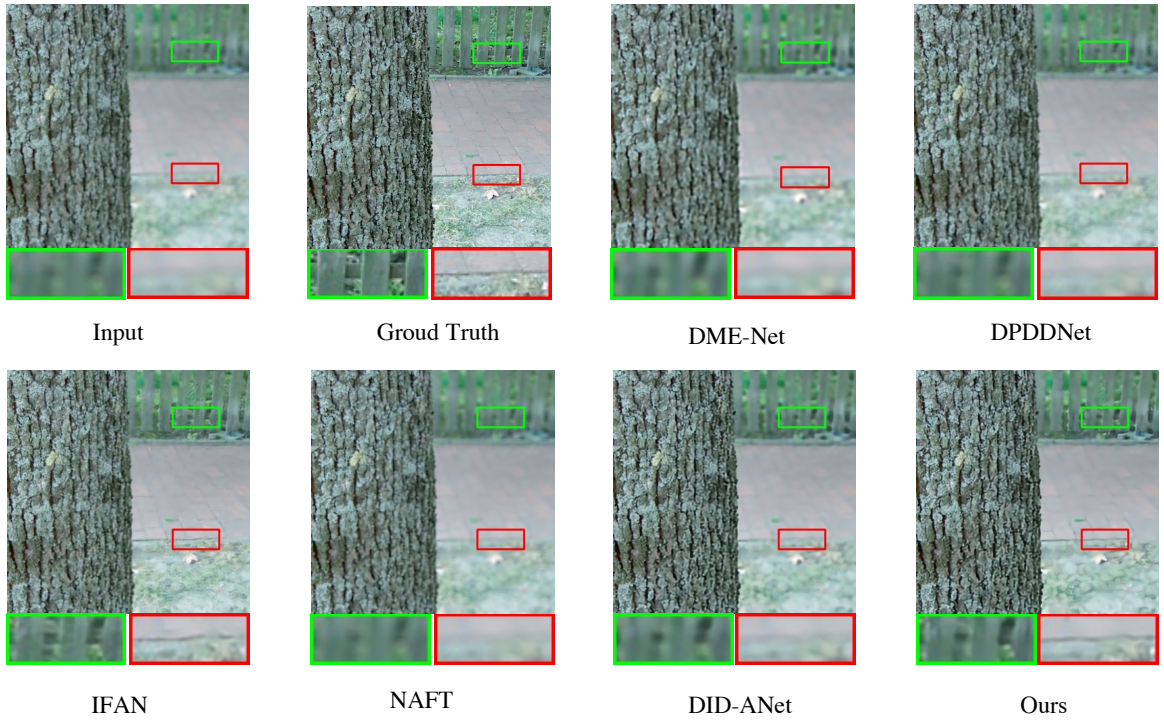 Input
Groud Truth
DME-Net
DPDDNet
IFAN
NAFT
DID-ANet
Ours